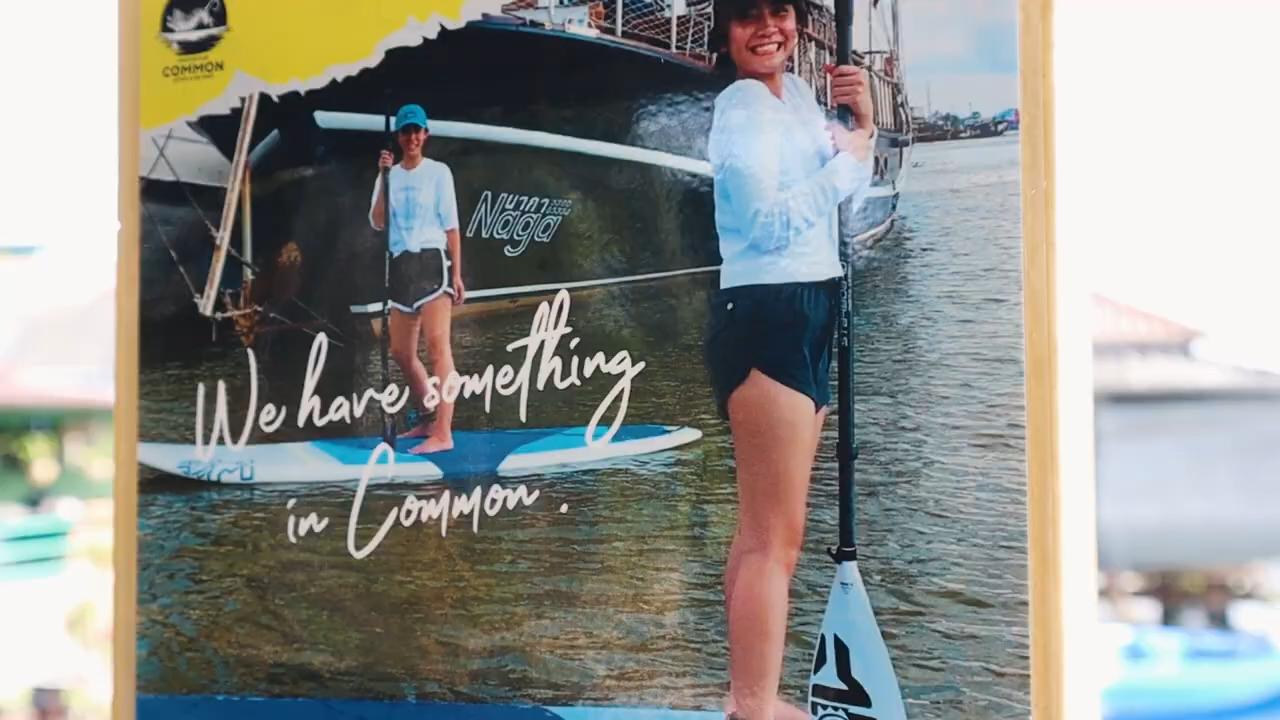 COMMON
นาคา
Naga
We have something
in Common .